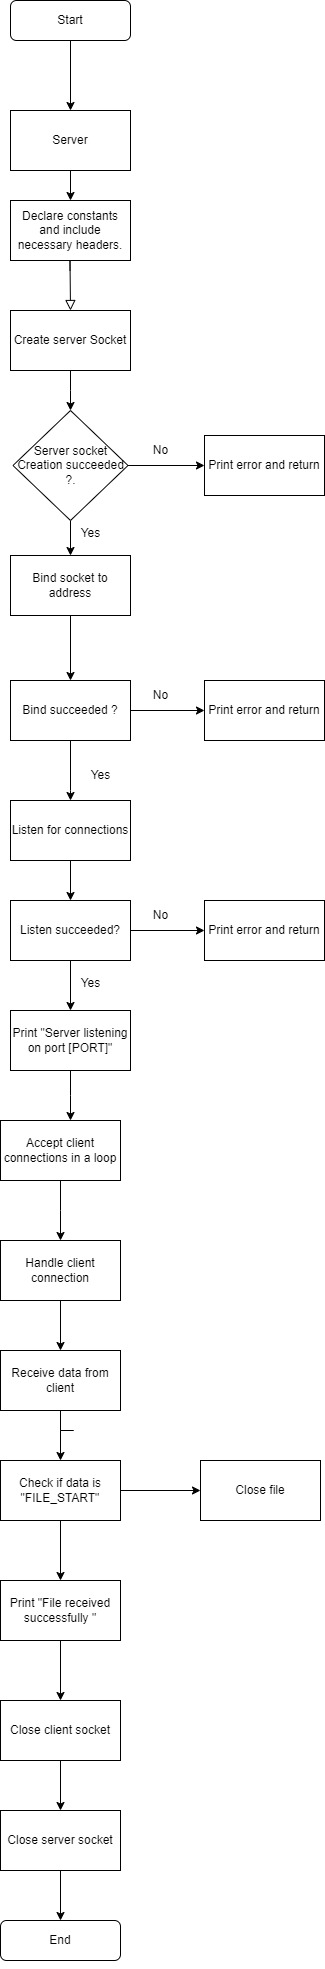 Start
Server
Declare constants
and include
necessary headers.
Create server Socket
Server socket
Creation succeeded
?.
No
Print error and return
Yes
Bind socket to
address
Bind succeeded ?
No
Print error and return
Yes
Listen for connections
Listen succeeded?
No
Print error and return
Yes
Print "Server listening
on port [PORT]"
Accept client
connections in a loop
Handle client
connection
Receive data from
client
Check if data is
"FILE_START"
Close file
Print "File received
successfully "
Close client socket
Close server socket
End